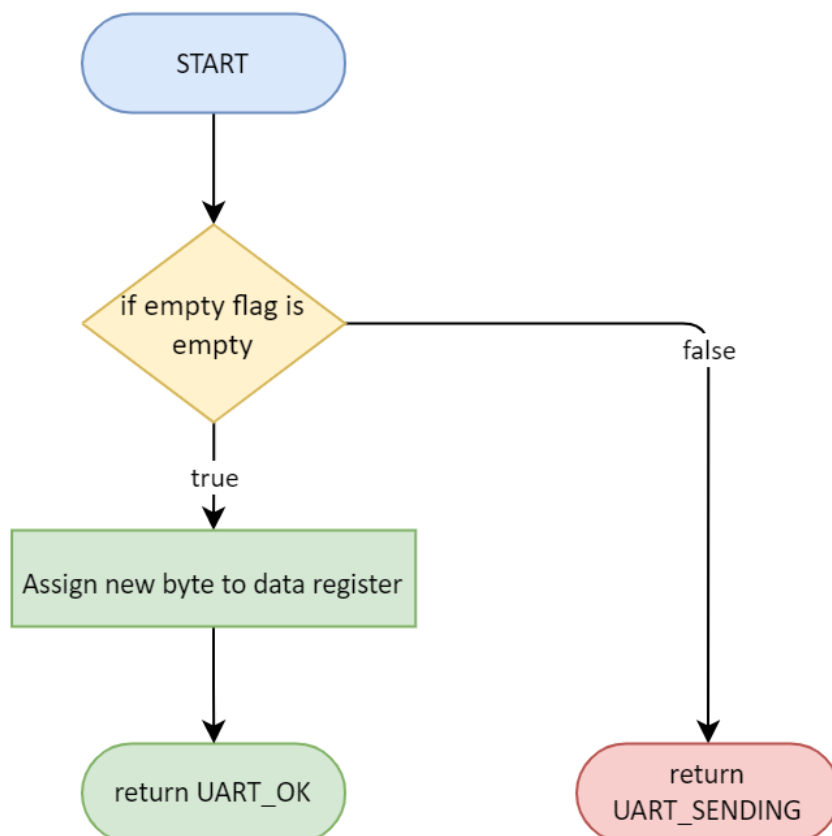 START
if empty flag is
empty
false
true
Assign new byte to data register
return UART_OK
return
UART_SENDING